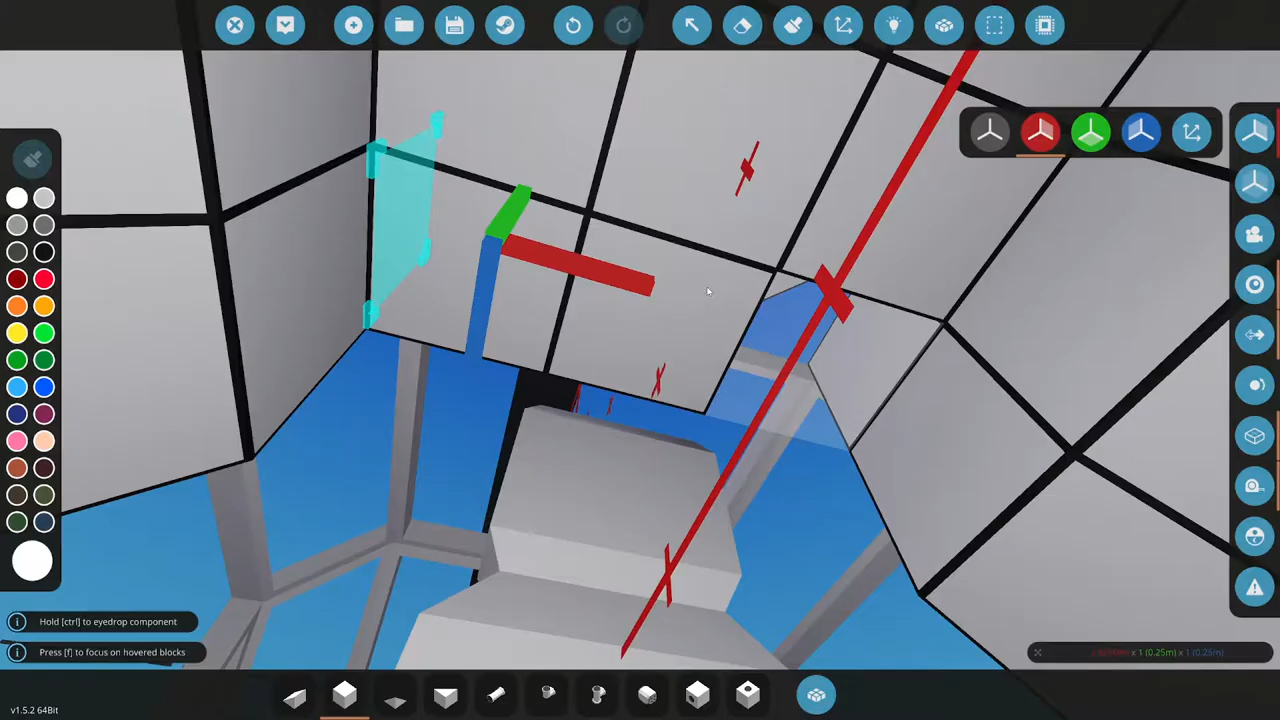 Hold [ctrl] to eyedrop component
Press [f] to focus on hovered blocks
x 1 (0.25m) x 1 (0.25m)
v1.5.2 64Bit